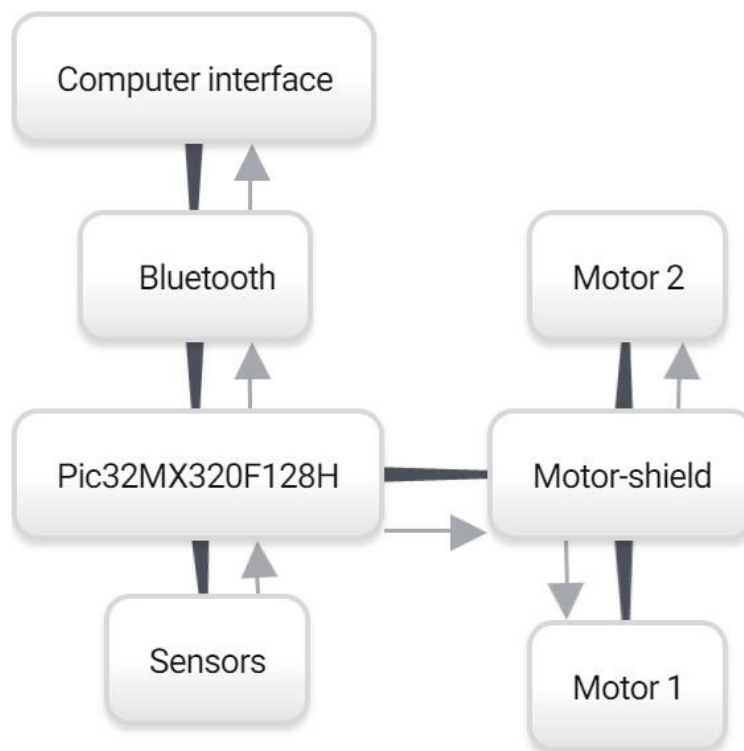 Computer interface
Bluetooth
Motor 2
Pic32MX320F128H
Motor-shield
Sensors
Motor 1